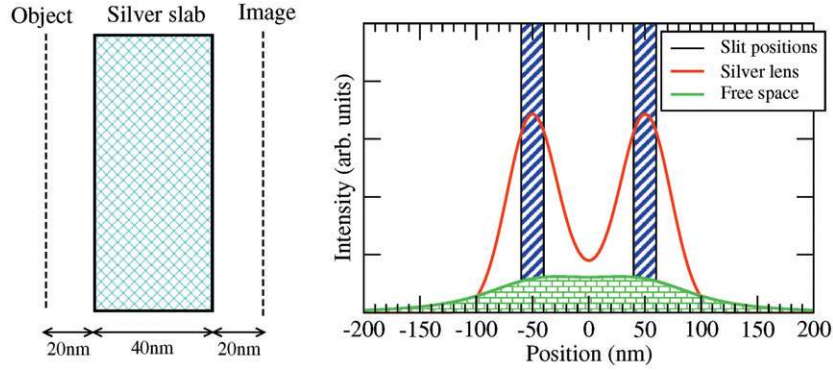 Object Silver slab Image
20nm 40nm 20nm
Intensity (arb. units)
Slit positions
Silver lens
Free space
-200 -150 -100 -50 0 50 100 150 200
Position (nm)